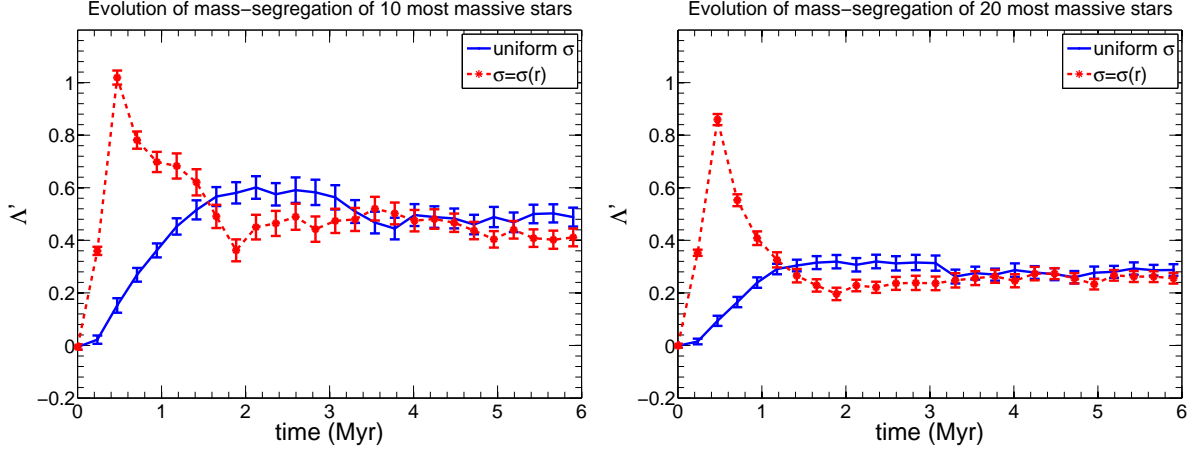 Evolution of mass−segregation of 10 most massive stars
uniform σ
σ=σ(r)
1
0.8
0.6
0.4
0.2
0
−0.2
Λ’
0 1 2 3 4 5 6
time (Myr)
Evolution of mass−segregation of 20 most massive stars
uniform σ
σ=σ(r)
1
0.8
0.6
0.4
0.2
0
−0.2
Λ’
0 1 2 3 4 5 6
time (Myr)